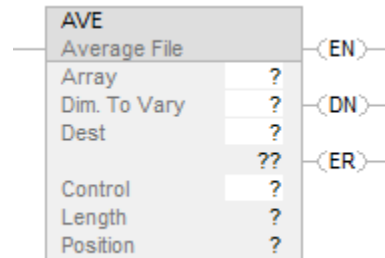 AVE
Average File
(EN)
Array ?
Dim. To Vary ?
(DN)
Dest ?
??
(ER)
Control ?
Length ?
Position ?